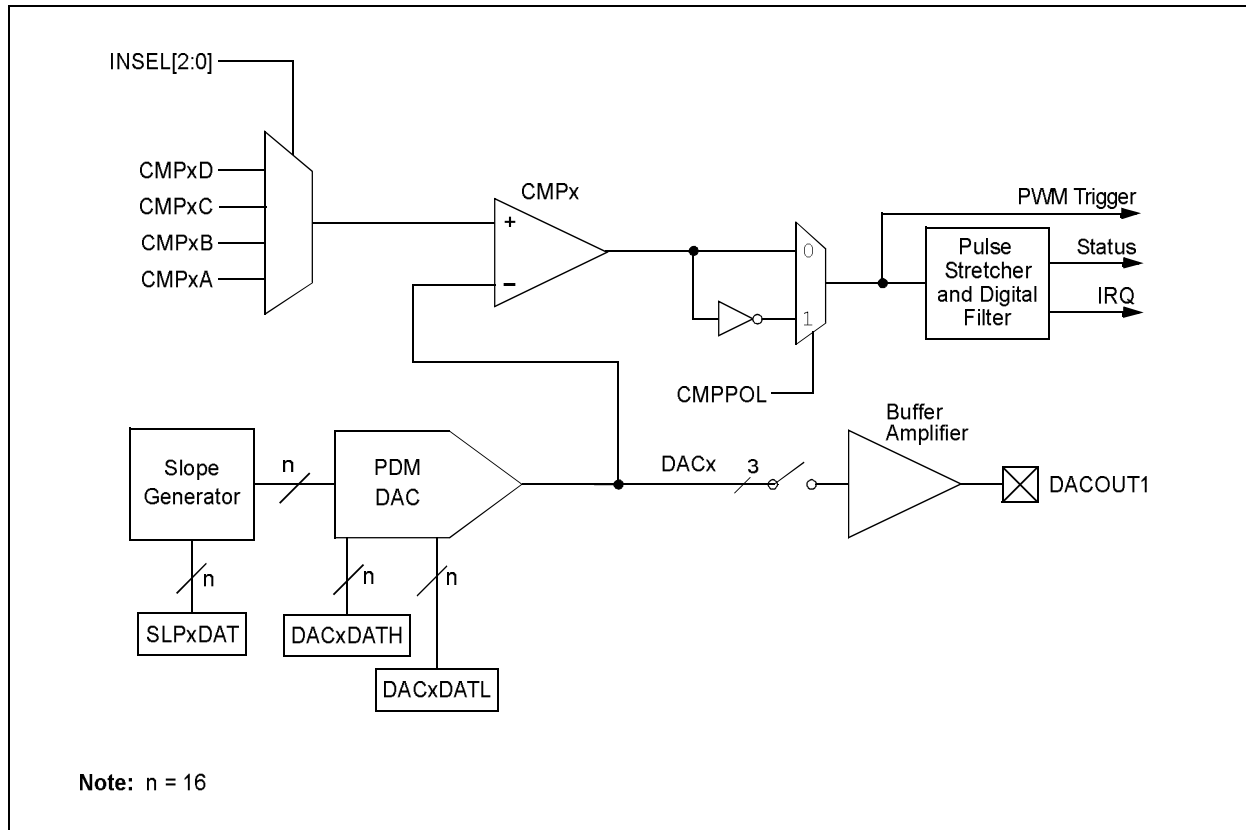 INSEL[2:0]
CMPxD
CMPxC
CMPxB
CMPxA
CMPx
+
–
0
1
CMPPOL
PWM Trigger
Pulse
Stretcher
and Digital
Filter
Status
IRQ
Slope
Generator
n
PDM
DAC
DACx
3
Buffer
Amplifier
DACOUT1
n
n
n
SLPxDAT
DACxDATH
DACxDATL
Note: n = 16